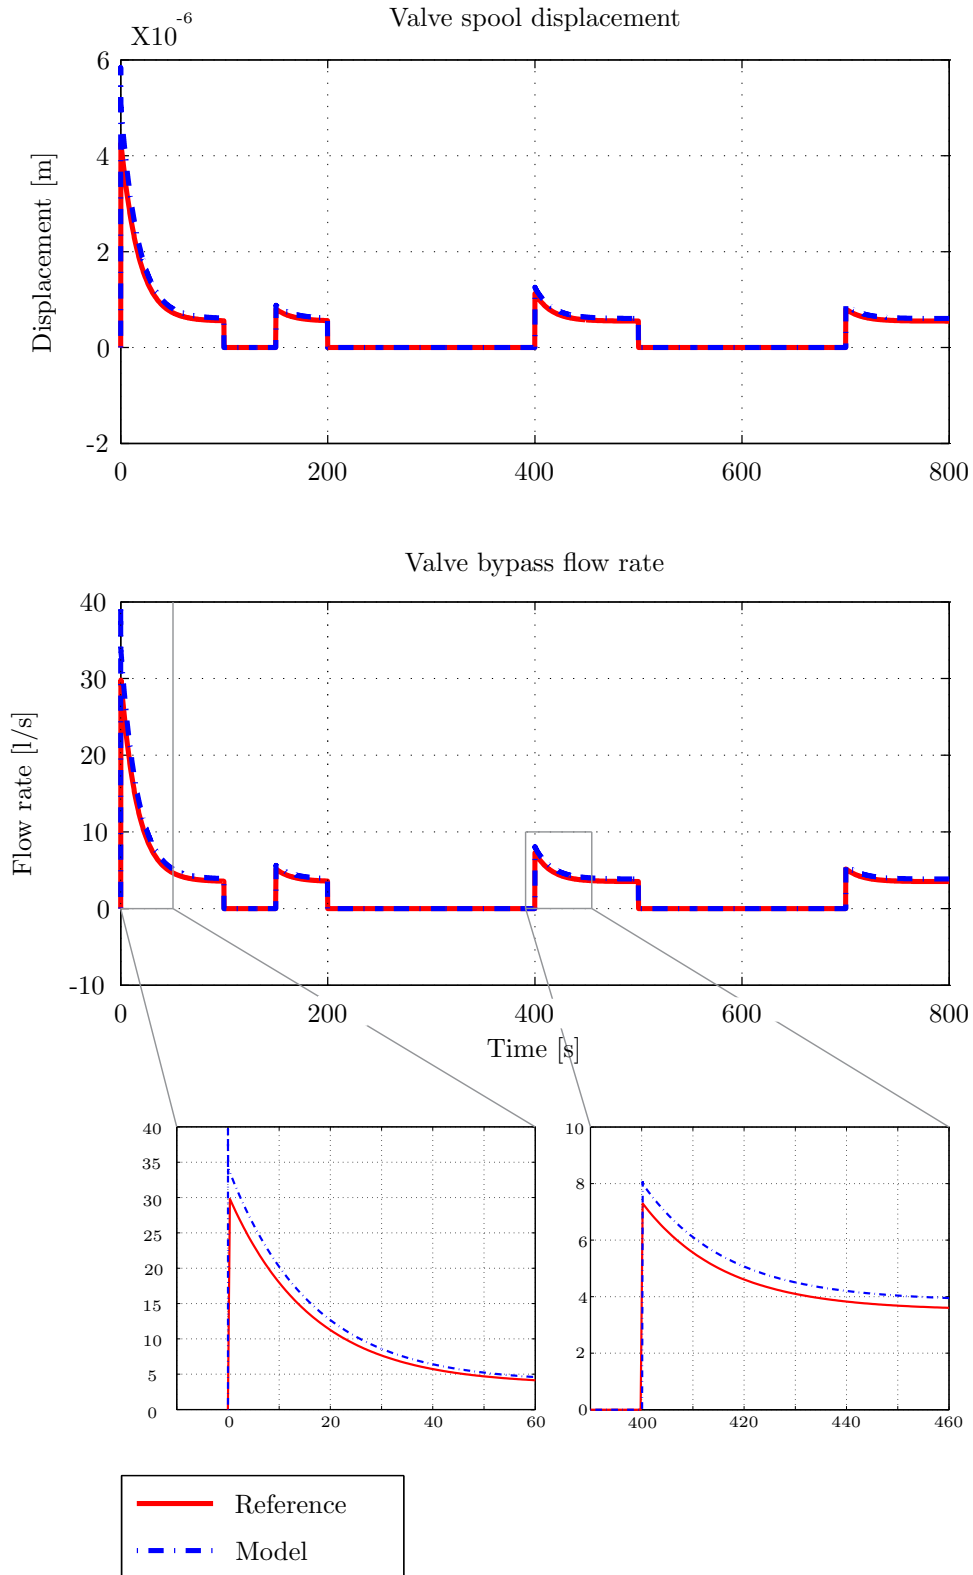 Valve spool displacement
X10⁻⁶
6
4
2
0
-2
Displacement [m]
0 200 400 600 800
Valve bypass flow rate
40
30
20
10
0
-10
Flow rate [l/s]
0 200 400 600 800
Time [s]
40
35
30
25
20
15
10
5
0
0 20 40 60
10
8
6
4
2
0
400 420 440 460
Reference
Model